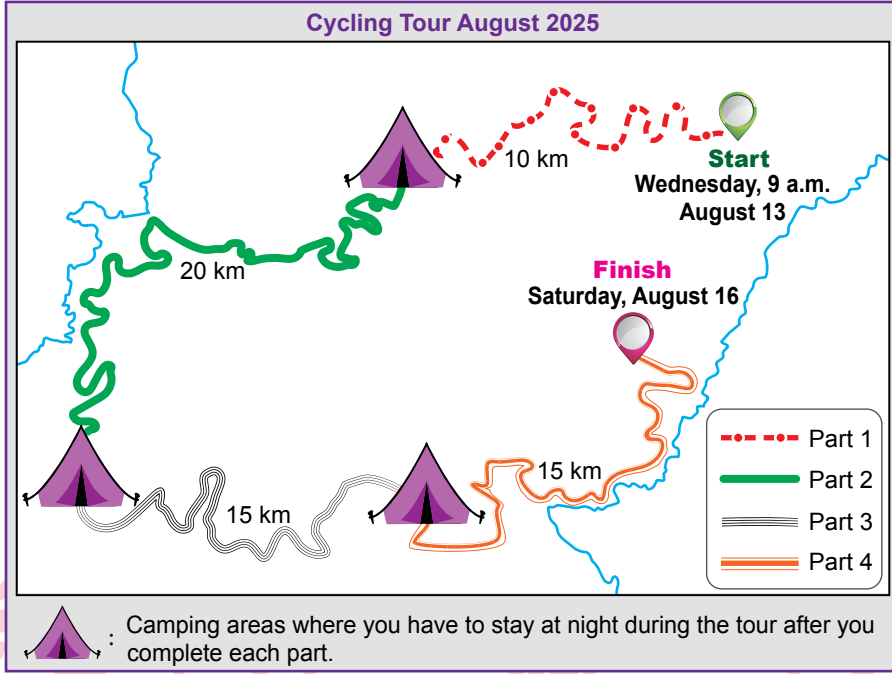 Cycling Tour August 2025
10 km
Start
Wednesday, 9 a.m.
August 13
20 km
Finish
Saturday, August 16
15 km
15 km
Part 1
Part 2
Part 3
Part 4
: Camping areas where you have to stay at night during the tour after you
complete each part.